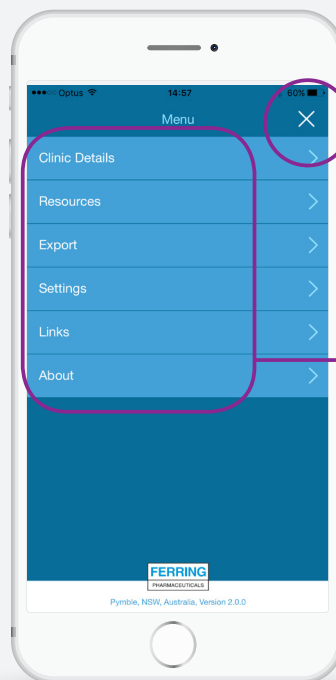 Optus 14:57 60%
Menu
Clinic Details
Resources
Export
Settings
Links
About
FERRING
PHARMACEUTICALS
Pymble, NSW, Australia, Version 2.0.0